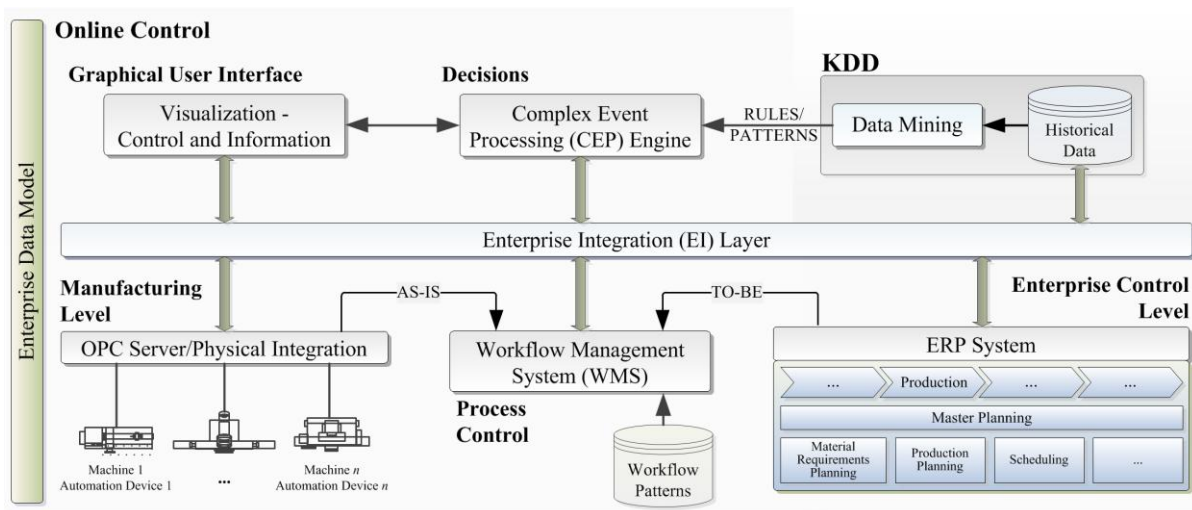 Enterprise Data Model
Online Control
Graphical User Interface
Visualization -
Control and Information
Decisions
Complex Event
Processing (CEP) Engine
RULES/
PATTERNS
KDD
Data Mining
Historical
Data
Enterprise Integration (EI) Layer
Manufacturing
Level
AS-IS
TO-BE
Enterprise Control
Level
OPC Server/Physical Integration
Workflow Management
System (WMS)
ERP System
...
Production
...
...
Master Planning
Material
Requirements
Planning
Production
Planning
Scheduling
...
Process
Control
Workflow
Patterns
Machine 1
Automation Device 1
...
Machine n
Automation Device n